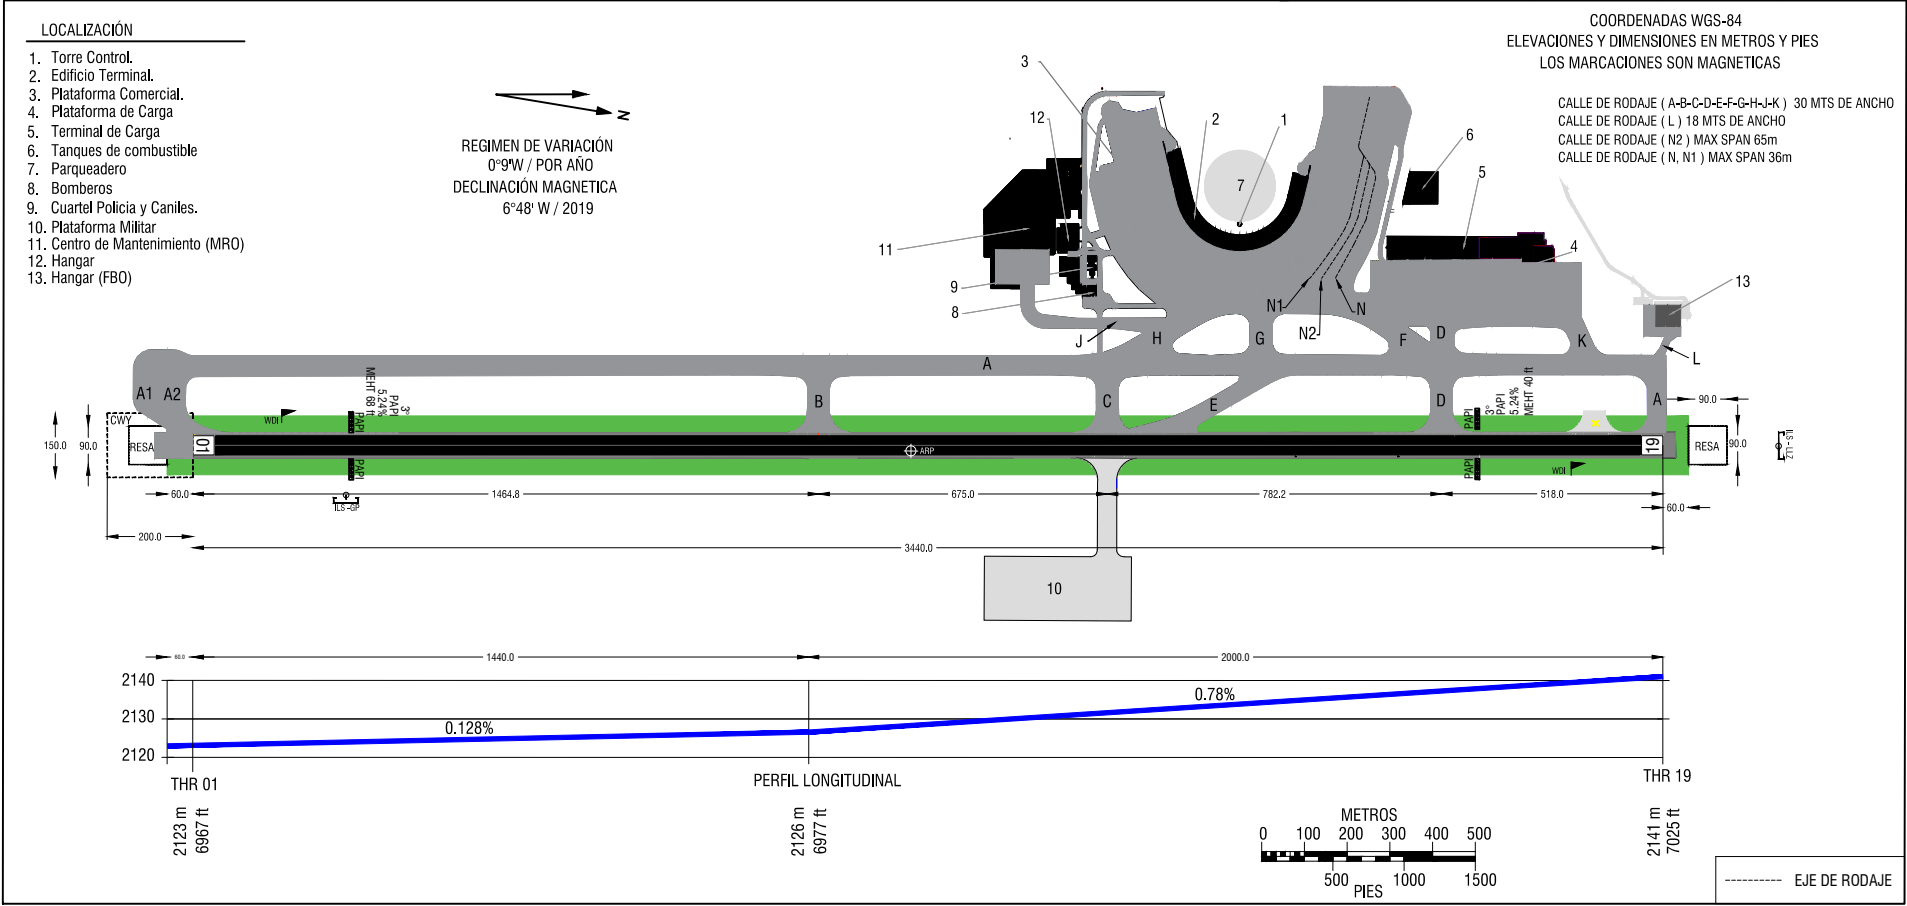 LOCALIZACIÓN
1. Torre Control.
2. Edificio Terminal.
3. Plataforma Comercial.
4. Plataforma de Carga
5. Terminal de Carga
6. Tanques de combustible
7. Parqueadero
8. Bomberos
9. Cuartel Policia y Caniles.
10. Plataforma Militar
11. Centro de Mantenimiento (MRO)
12. Hangar
13. Hangar (FBO)
N
REGIMEN DE VARIACIÓN
0°9'W / POR AÑO
DECLINACIÓN MAGNETICA
6°48' W / 2019
COORDENADAS WGS-84
ELEVACIONES Y DIMENSIONES EN METROS Y PIES
LOS MARCACIONES SON MAGNETICAS
CALLE DE RODAJE ( A-B-C-D-E-F-G-H-J-K ) 30 MTS DE ANCHO
CALLE DE RODAJE ( L ) 18 MTS DE ANCHO
CALLE DE RODAJE ( N2 ) MAX SPAN 65m
CALLE DE RODAJE ( N, N1 ) MAX SPAN 36m
3
12
2
1
6
7
5
11
4
9
13
8
N1
N
N2
J
H
G
F
D
K
L
A
A1 A2
B
C
E
D
A
MEHT 68 ft
5.24%
PAPI
3°
3°
PAPI
5.24%
MEHT 40 ft
CWY
WDI
PAPI
PAPI
90.0
150.0
90.0
RESA
01
ARP
19
RESA
90.0
ILS -LLZ
PAPI
PAPI
WDI
60.0
1464.8
675.0
782.2
518.0
60.0
ILS -GP
200.0
3440.0
10
60.0
1440.0
2000.0
2140
2130
2120
0.128%
0.78%
THR 01
PERFIL LONGITUDINAL
THR 19
2123 m
6967 ft
2126 m
6977 ft
2141 m
7025 ft
METROS
0 100 200 300 400 500
500 1000 1500
PIES
EJE DE RODAJE